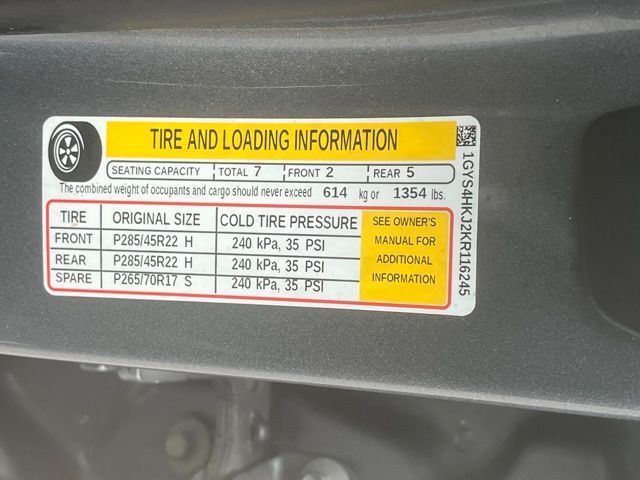 TIRE AND LOADING INFORMATION
SEATING CAPACITY TOTAL 7 FRONT 2 REAR 5
The combined weight of occupants and cargo should never exceed 614 kg or 1354 lbs.
TIRE ORIGINAL SIZE COLD TIRE PRESSURE
FRONT P285/45R22 H 240 kPa, 35 PSI
REAR P285/45R22 H 240 kPa, 35 PSI
SPARE P265/70R17 S 240 kPa, 35 PSI
SEE OWNER'S
MANUAL FOR
ADDITIONAL
INFORMATION
1GYS4HKJ2KR116245